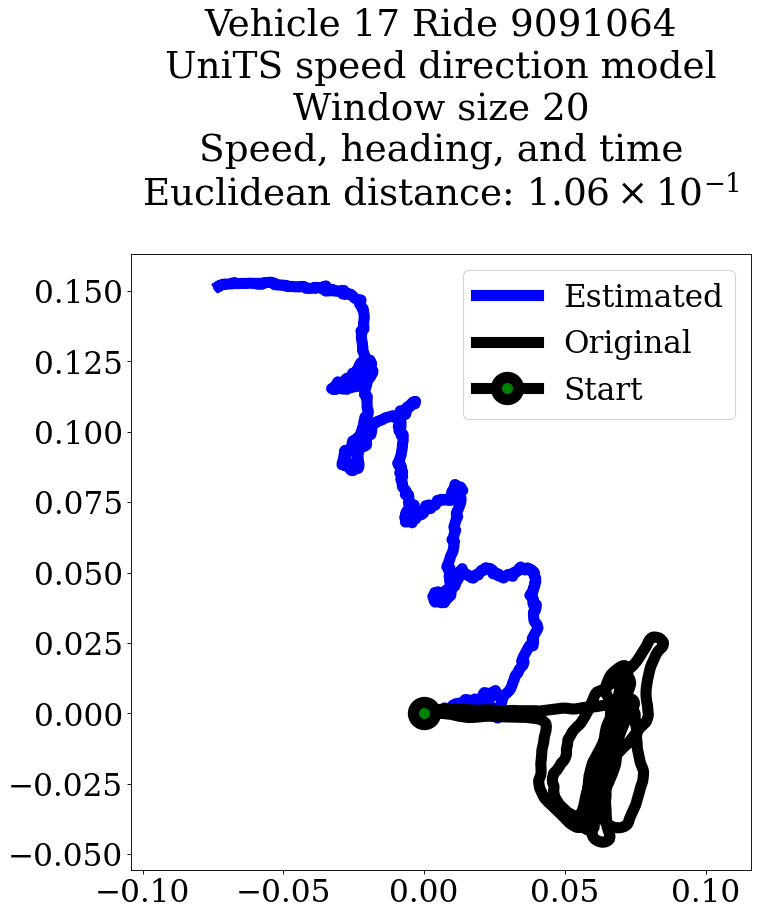 Vehicle 17 Ride 9091064
UniTS speed direction model
Window size 20
Speed, heading, and time
Euclidean distance: 1.06 × 10⁻¹
Estimated
Original
Start
0.150
0.125
0.100
0.075
0.050
0.025
0.000
−0.025
−0.050
−0.10 −0.05 0.00 0.05 0.10